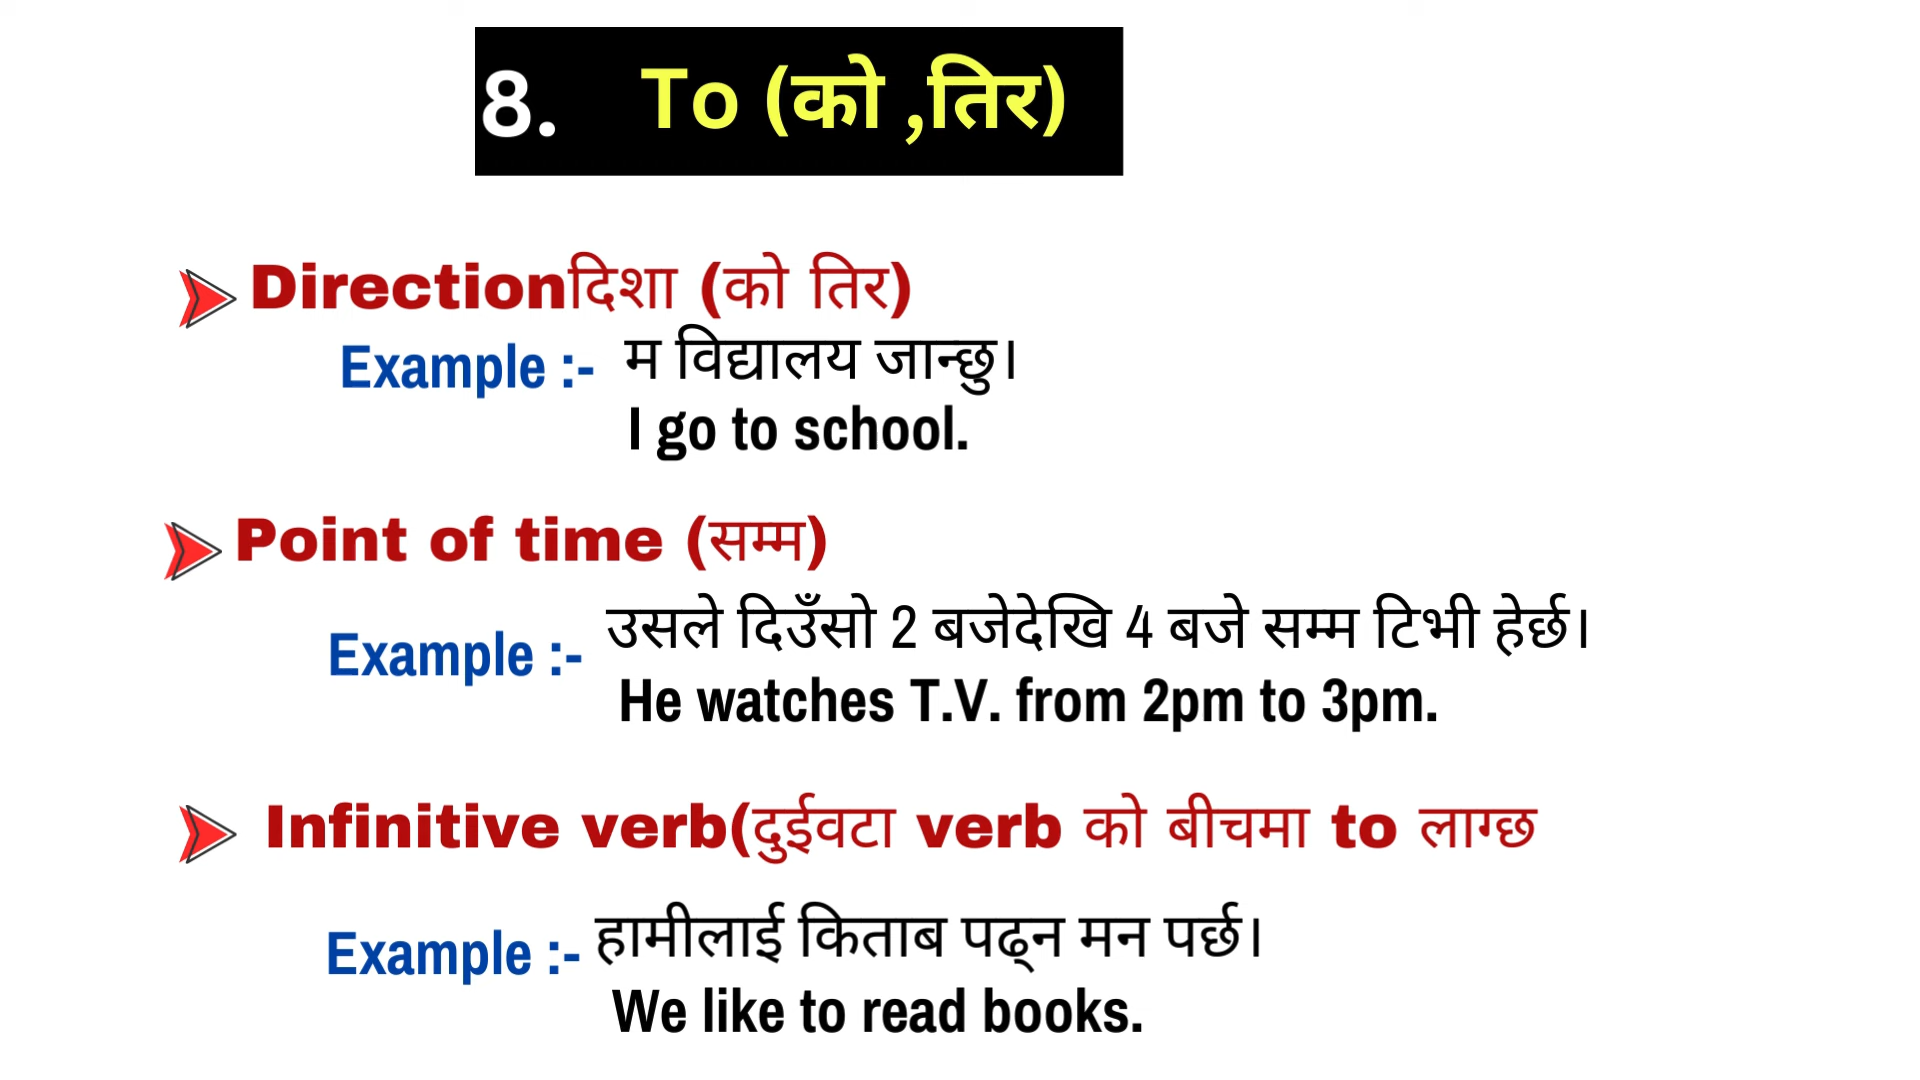 8. To (को ,तिर)
Directionदिशा (को तिर)
Example :- म विद्यालय जान्छु।
I go to school.
Point of time (सम्म)
Example :- उसले दिउँसो 2 बजेदेखि 4 बजे सम्म टिभी हेर्छ।
He watches T.V. from 2pm to 3pm.
Infinitive verb(दुईवटा verb को बीचमा to लाग्छ
Example :- हामीलाई किताब पढ्न मन पर्छ।
We like to read books.